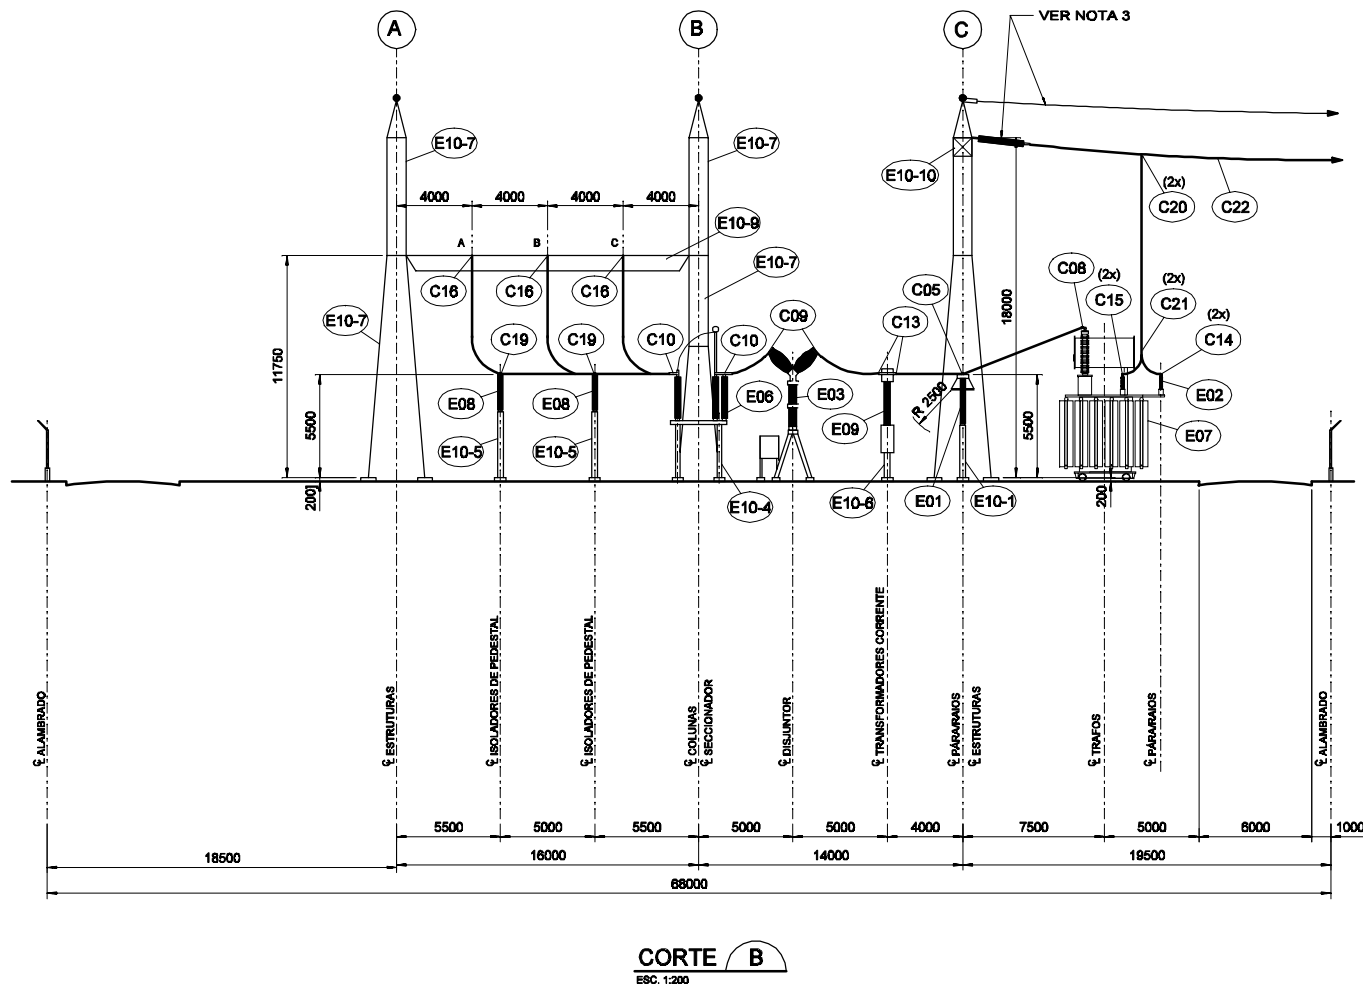 VER NOTA 3
A
B
C
E10-7
E10-7
E10-10
4000
4000
4000
4000
(2x)
C20
C22
E10-9
A
B
C
E10-7
C16
C16
C16
C05
C08
(2x)
C15
(2x)
C21
(2x)
C14
18000
E10-7
11750
C19
C19
C10
C10
C09
C13
5500
E08
E08
E06
E03
R 2500
5500
E02
E09
E07
E10-5
E10-5
200
E10-4
E10-6
E01
E10-1
200
℄ ALAMBRADO
℄ ESTRUTURAS
℄ ISOLADORES DE PEDESTAL
℄ ISOLADORES DE PEDESTAL
℄ COLUNAS
℄ SECCIONADOR
℄ DISJUNTOR
℄ TRANSFORMADORES CORRENTE
℄ PÁRA/RAIOS
℄ ESTRUTURAS
℄ TRAFOS
℄ PÁRA/RAIOS
℄ ALAMBRADO
5500
5000
5500
5000
5000
4000
7500
5000
6000
1000
18500
16000
14000
19500
68000
CORTE B
ESC. 1:200